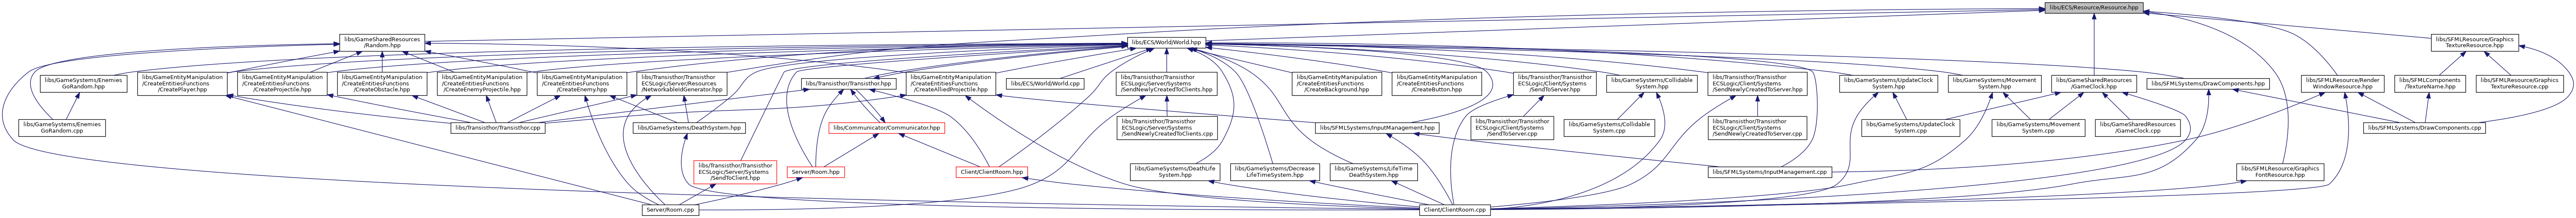 libs/ECS/Resource/Resource.hpp
libs/GameSharedResources
/Random.hpp
libs/ECS/World/World.hpp
libs/SFMLResource/Graphics
TextureResource.hpp
libs/GameSystems/Enemies
GoRandom.hpp
libs/GameEntityManipulation
/CreateEntitiesFunctions
/CreatePlayer.hpp
libs/GameEntityManipulation
/CreateEntitiesFunctions
/CreateProjectile.hpp
libs/GameEntityManipulation
/CreateEntitiesFunctions
/CreateObstacle.hpp
libs/GameEntityManipulation
/CreateEntitiesFunctions
/CreateEnemyProjectile.hpp
libs/GameEntityManipulation
/CreateEntitiesFunctions
/CreateEnemy.hpp
libs/Transisthor/Transisthor
ECSLogic/Server/Resources
/NetworkableIdGenerator.hpp
libs/Transisthor/Transisthor.hpp
libs/GameEntityManipulation
/CreateEntitiesFunctions
/CreateAlliedProjectile.hpp
libs/ECS/World/World.cpp
libs/Transisthor/Transisthor
ECSLogic/Server/Systems
/SendNewlyCreatedToClients.hpp
libs/GameEntityManipulation
/CreateEntitiesFunctions
/CreateBackground.hpp
libs/GameEntityManipulation
/CreateEntitiesFunctions
/CreateButton.hpp
libs/Transisthor/Transisthor
ECSLogic/Client/Systems
/SendToServer.hpp
libs/GameSystems/Collidable
System.hpp
libs/Transisthor/Transisthor
ECSLogic/Client/Systems
/SendNewlyCreatedToServer.hpp
libs/GameSystems/UpdateClock
System.hpp
libs/GameSystems/Movement
System.hpp
libs/GameSharedResources
/GameClock.hpp
libs/SFMLSystems/DrawComponents.hpp
libs/SFMLResource/Render
WindowResource.hpp
libs/SFMLComponents
/TextureName.hpp
libs/SFMLResource/Graphics
TextureResource.cpp
libs/GameSystems/Enemies
GoRandom.cpp
libs/Transisthor/Transisthor.cpp
libs/GameSystems/DeathSystem.hpp
libs/Communicator/Communicator.hpp
libs/Transisthor/Transisthor
ECSLogic/Server/Systems
/SendNewlyCreatedToClients.cpp
libs/SFMLSystems/InputManagement.hpp
libs/Transisthor/Transisthor
ECSLogic/Client/Systems
/SendToServer.cpp
libs/GameSystems/Collidable
System.cpp
libs/Transisthor/Transisthor
ECSLogic/Client/Systems
/SendNewlyCreatedToServer.cpp
libs/GameSystems/UpdateClock
System.cpp
libs/GameSystems/Movement
System.cpp
libs/GameSharedResources
/GameClock.cpp
libs/SFMLSystems/DrawComponents.cpp
libs/Transisthor/Transisthor
ECSLogic/Server/Systems
/SendToClient.hpp
Server/Room.hpp
Client/ClientRoom.hpp
libs/GameSystems/DeathLife
System.hpp
libs/GameSystems/Decrease
LifeTimeSystem.hpp
libs/GameSystems/LifeTime
DeathSystem.hpp
libs/SFMLSystems/InputManagement.cpp
libs/SFMLResource/Graphics
FontResource.hpp
Server/Room.cpp
Client/ClientRoom.cpp